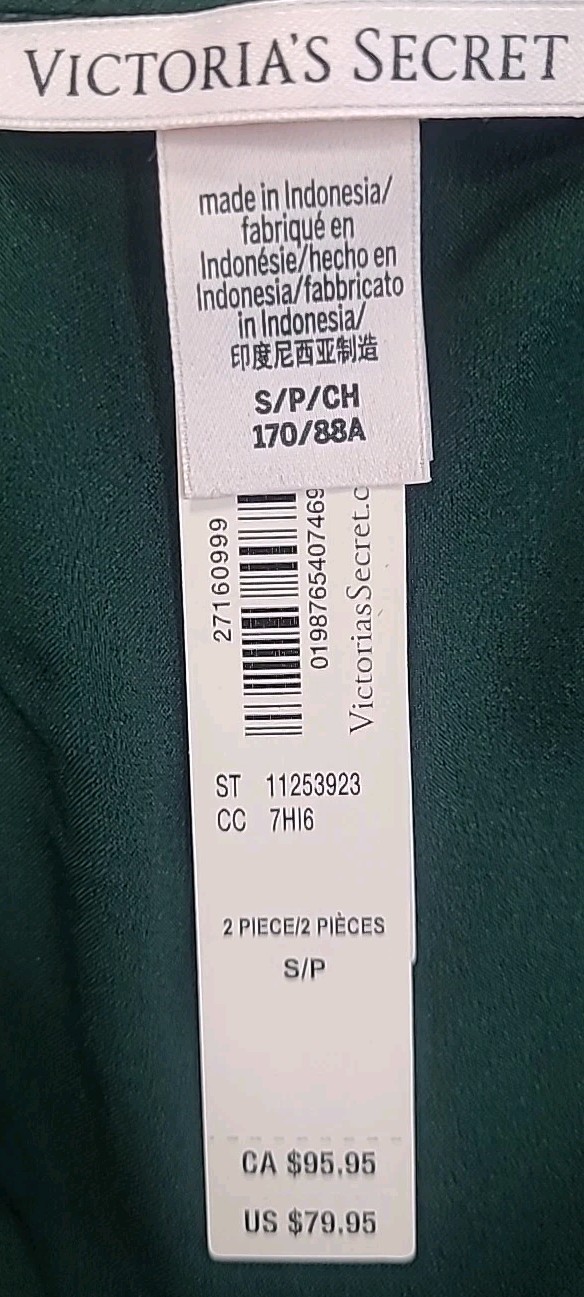 VICTORIA'S SECRET
made in Indonesia/
fabriqué en
Indonésie/hecho en
Indonesia/fabbricato
in Indonesia/
印度尼西亚制造
S/P/CH
170/88A
27160999
0198765407469
VictoriasSecret.c
ST 11253923
CC 7HI6
2 PIECE/2 PIÈCES
S/P
CA $95.95
US $79.95